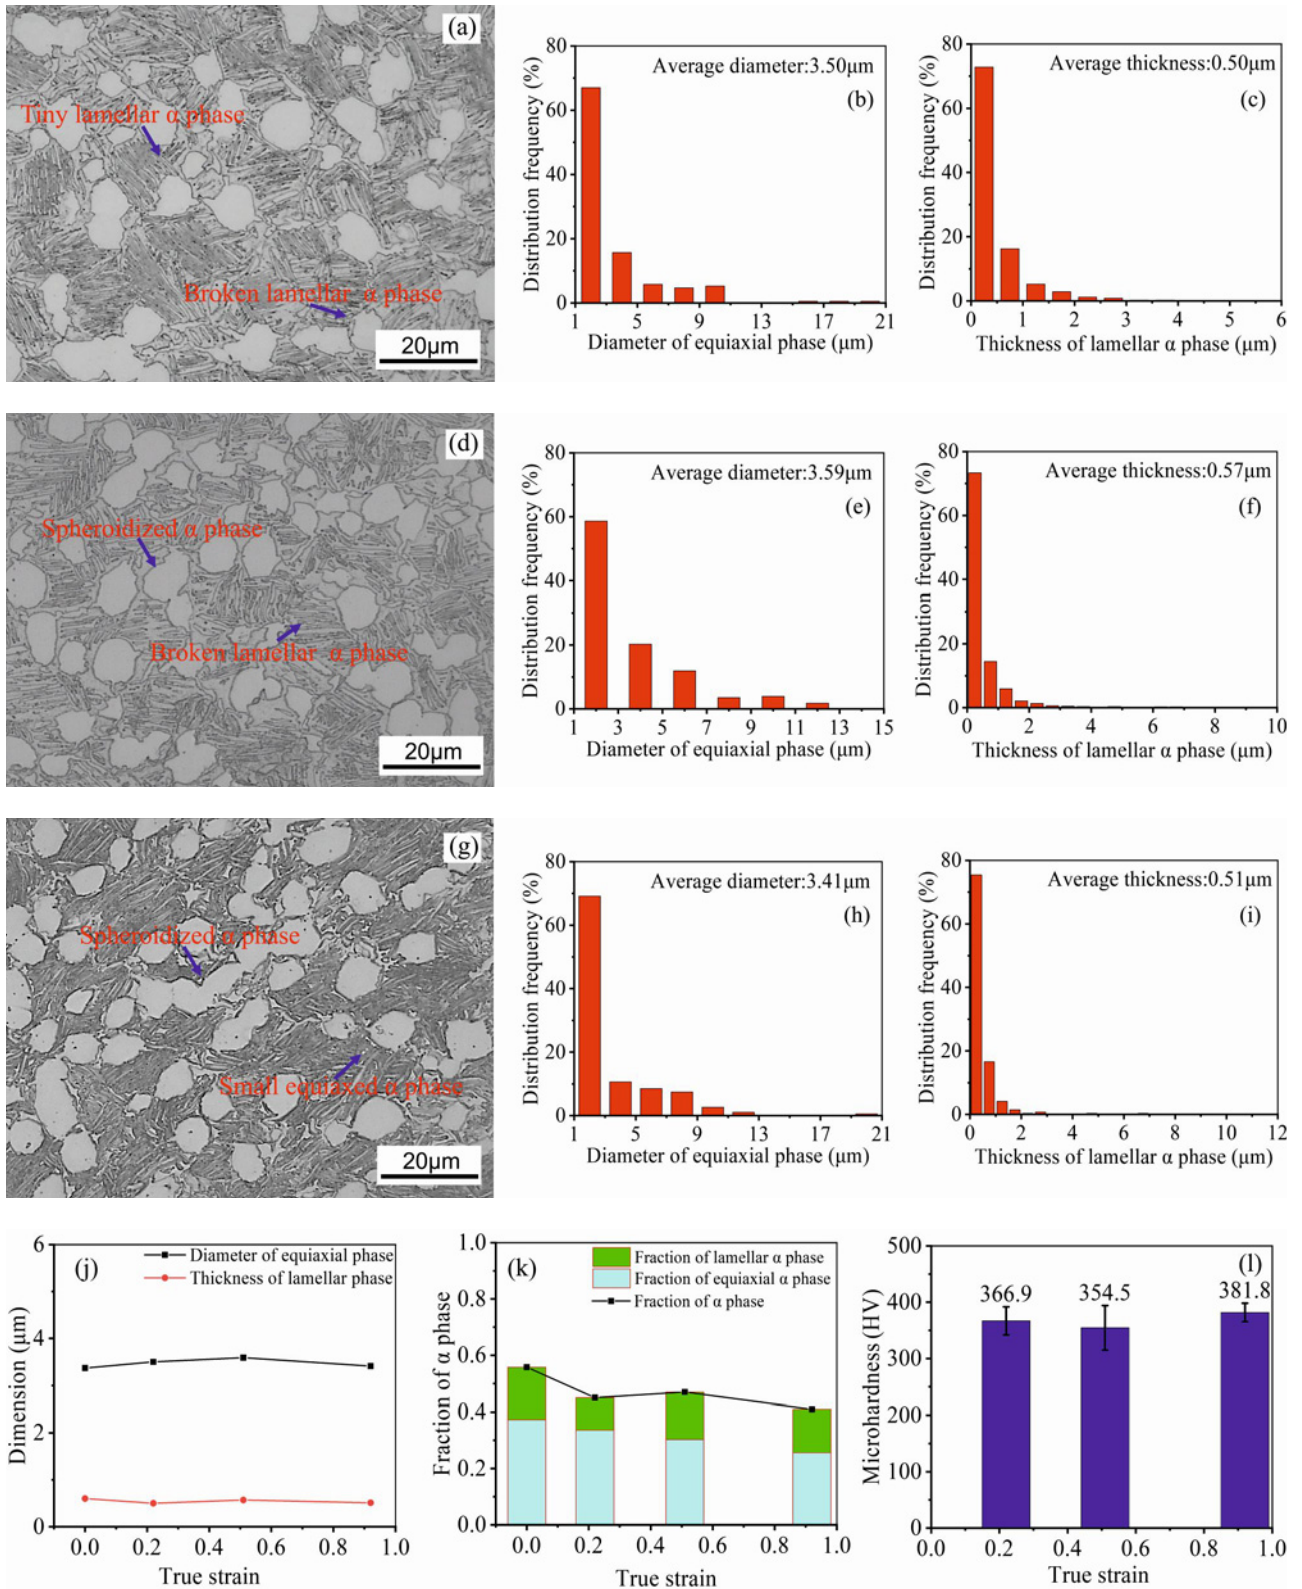 (a)
Tiny lamellar α phase
Broken lamellar α phase
20μm
80
60
40
20
0
Distribution frequency (%)
Average diameter:3.50μm
(b)
1 3 5 7 9 11 13 15 17 19 21
Diameter of equiaxial phase (μm)
80
60
40
20
0
Distribution frequency (%)
Average thickness:0.50μm
(c)
0 1 2 3 4 5 6
Thickness of lamellar α phase (μm)
(d)
Spheroidized α phase
Broken lamellar α phase
20μm
80
60
40
20
0
Distribution frequency (%)
Average diameter:3.59μm
(e)
1 3 5 7 9 11 13 15
Diameter of equiaxial phase (μm)
80
60
40
20
0
Distribution frequency (%)
Average thickness:0.57μm
(f)
0 2 4 6 8 10
Thickness of lamellar α phase (μm)
(g)
Spheroidized α phase
Small equiaxed α phase
20μm
80
60
40
20
0
Distribution frequency (%)
Average diameter:3.41μm
(h)
1 3 5 7 9 11 13 15 17 19 21
Diameter of equiaxial phase (μm)
80
60
40
20
0
Distribution frequency (%)
Average thickness:0.51μm
(i)
0 2 4 6 8 10 12
Thickness of lamellar α phase (μm)
6
4
2
0
Dimension (μm)
(j)
Diameter of equiaxial phase
Thickness of lamellar phase
0.0 0.2 0.4 0.6 0.8 1.0
True strain
1.0
0.8
0.6
0.4
0.2
0.0
Fraction of α phase
(k)
Fraction of lamellar α phase
Fraction of equiaxial α phase
Fraction of α phase
0.0 0.2 0.4 0.6 0.8 1.0
True strain
500
400
300
200
100
0
Microhardness (HV)
(l)
366.9 354.5 381.8
0.0 0.2 0.4 0.6 0.8 1.0
True strain